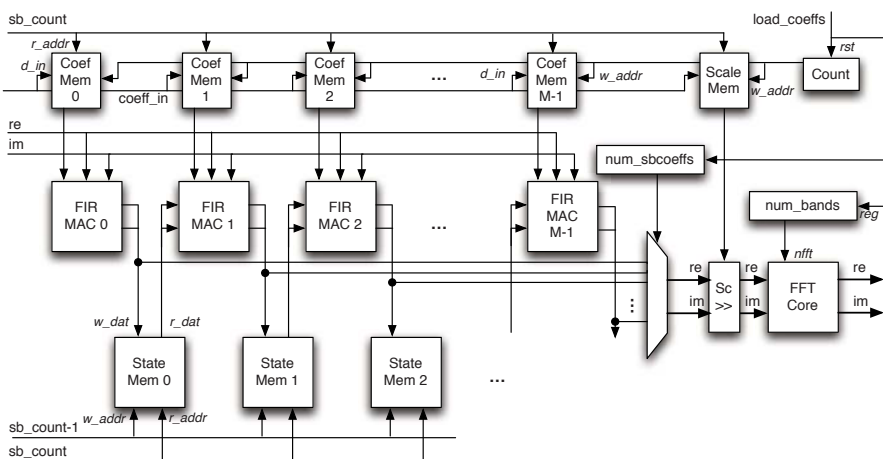 sb_count
load_coeffs
r_addr
rst
d_in
Coef Mem 0
Coef Mem 1
Coef Mem 2
...
d_in
Coef Mem M-1
w_addr
Scale Mem
w_addr
Count
coeff_in
re
im
num_sbcoeffs
FIR MAC 0
FIR MAC 1
FIR MAC 2
...
FIR MAC M-1
num_bands
reg
nfft
re
im
Sc >>
re
im
FFT Core
re
im
...
w_dat
r_dat
State Mem 0
State Mem 1
State Mem 2
...
w_addr
r_addr
sb_count-1
sb_count